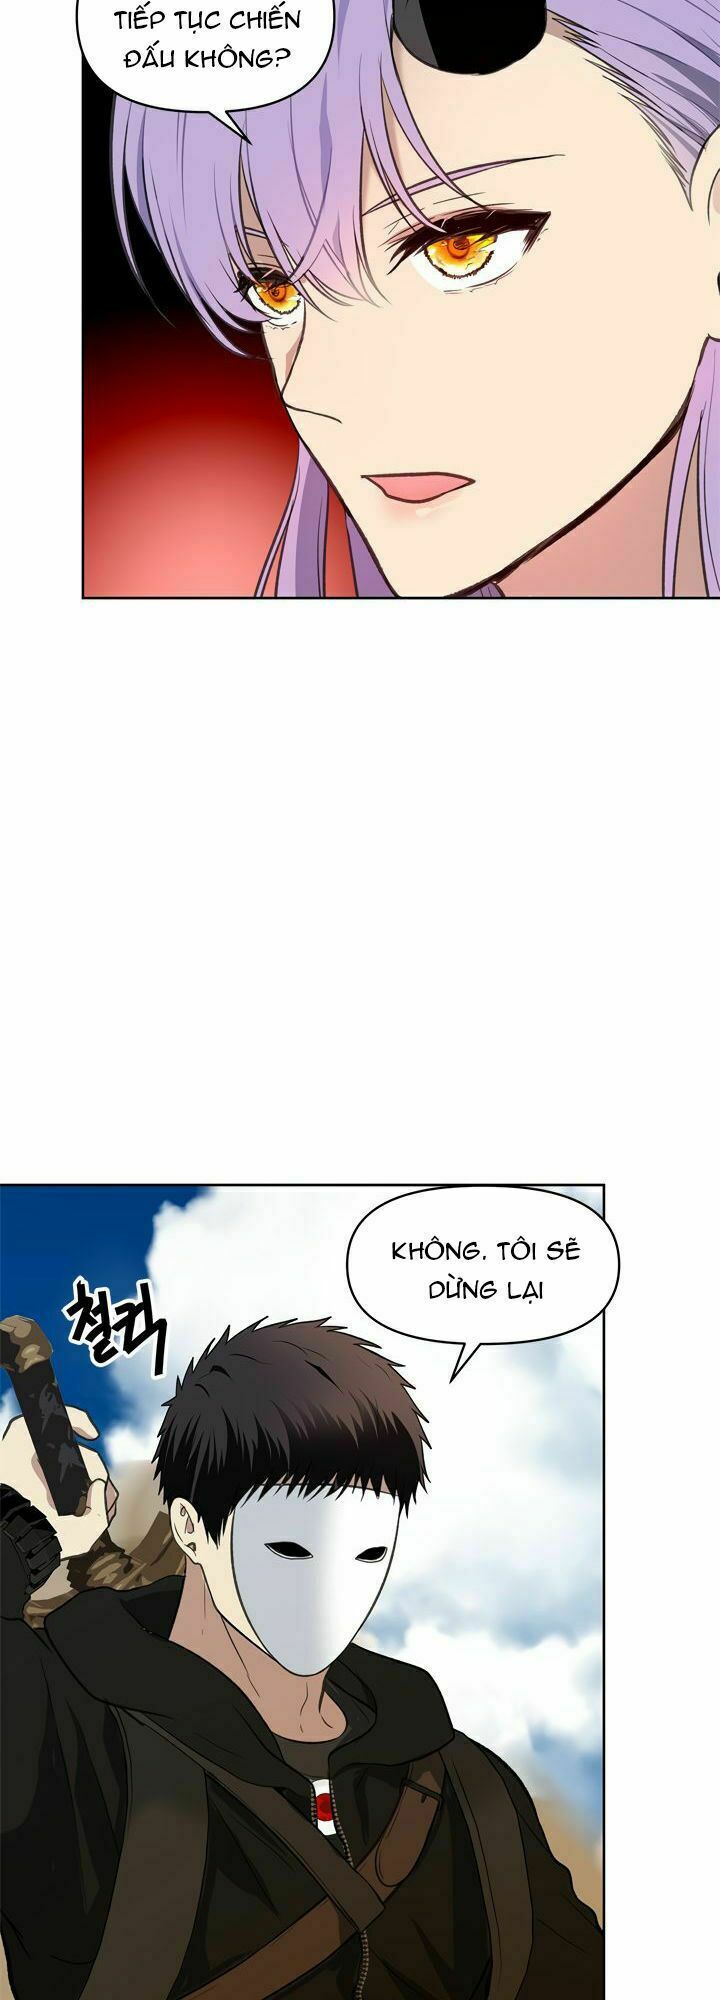 TIẾP TỤC CHIẾN
ĐẤU KHÔNG?
철컥
KHÔNG. TÔI SẼ
DỪNG LẠI